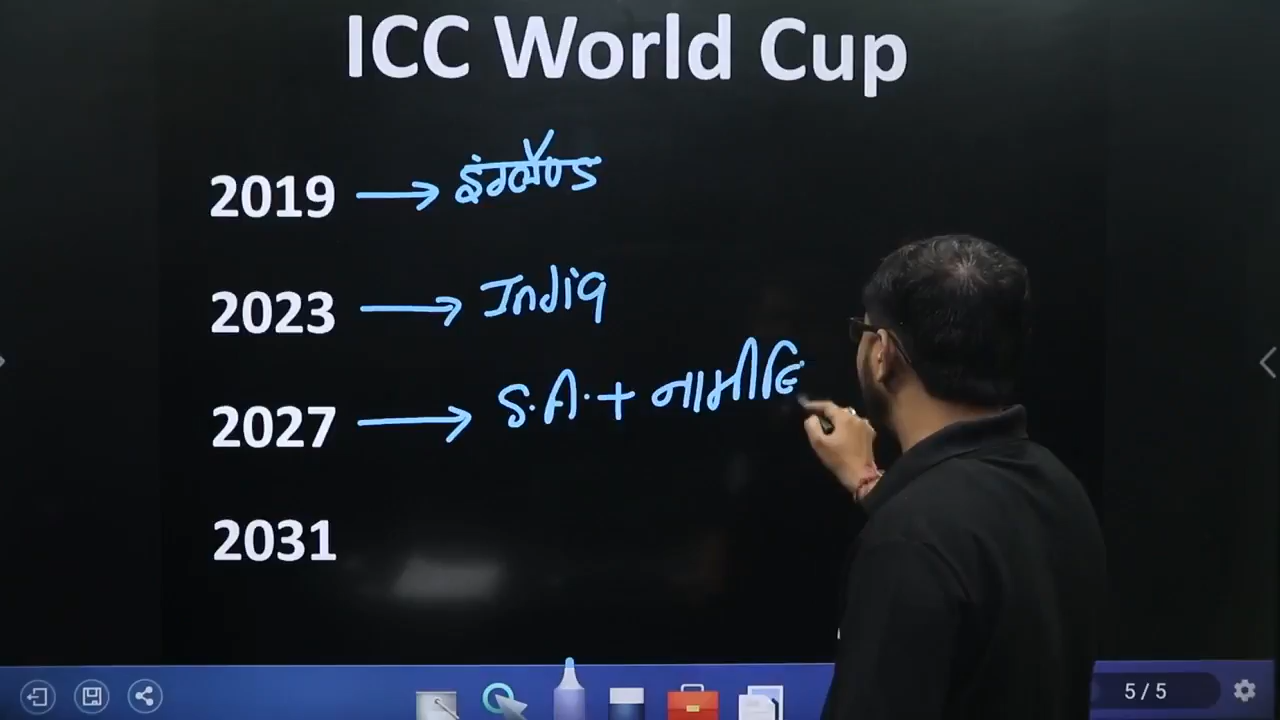 ICC World Cup
2019 → इंग्लैण्ड
2023 → India
2027 → S.A. + नामीबि
2031
5 / 5